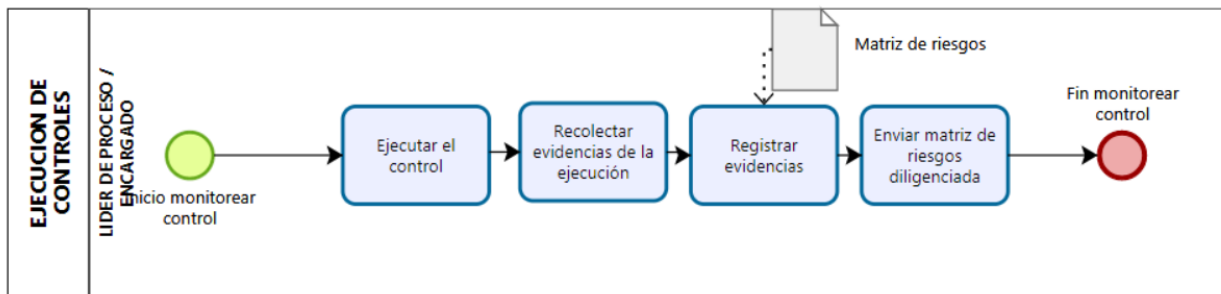 EJECUCION DE
CONTROLES
LIDER DE PROCESO /
ENCARGADO
Inicio monitorear
control
Ejecutar el
control
Recolectar
evidencias de la
ejecución
Matriz de riesgos
Registrar
evidencias
Enviar matriz de
riesgos
diligenciada
Fin monitorear
control